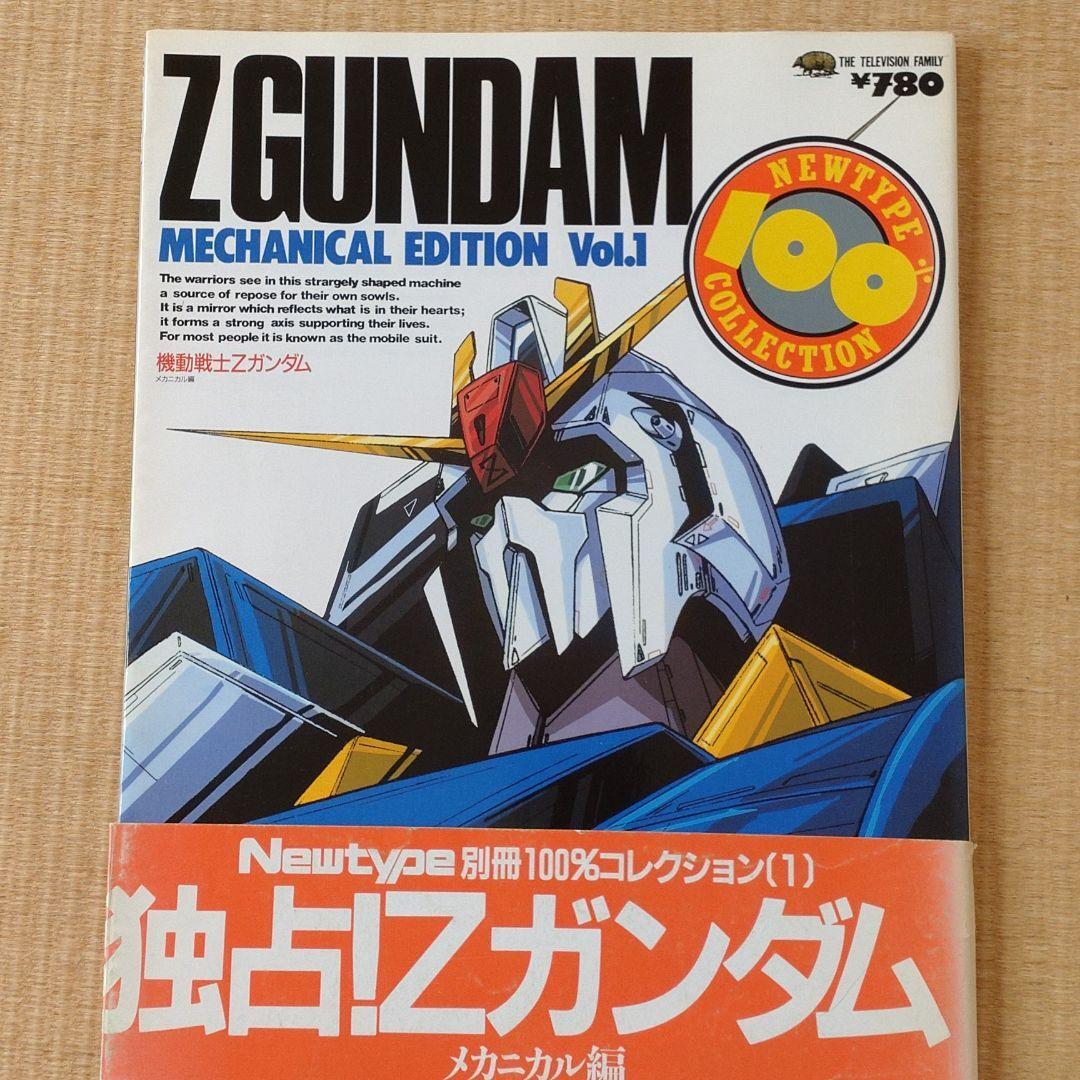 Z GUNDAM
THE TELEVISION FAMILY
¥780
MECHANICAL EDITION Vol.1
NEWTYPE
100%
COLLECTION
The warriors see in this strargely shaped machine
a source of repose for their own sowls.
It is a mirror which reflects what is in their hearts;
it forms a strong axis supporting their lives.
For most people it is known as the mobile suit.
機動戦士Zガンダム
メカニカル編
Newtype 別冊100%コレクション(1)
独占!Zガンダム
メカニカル編